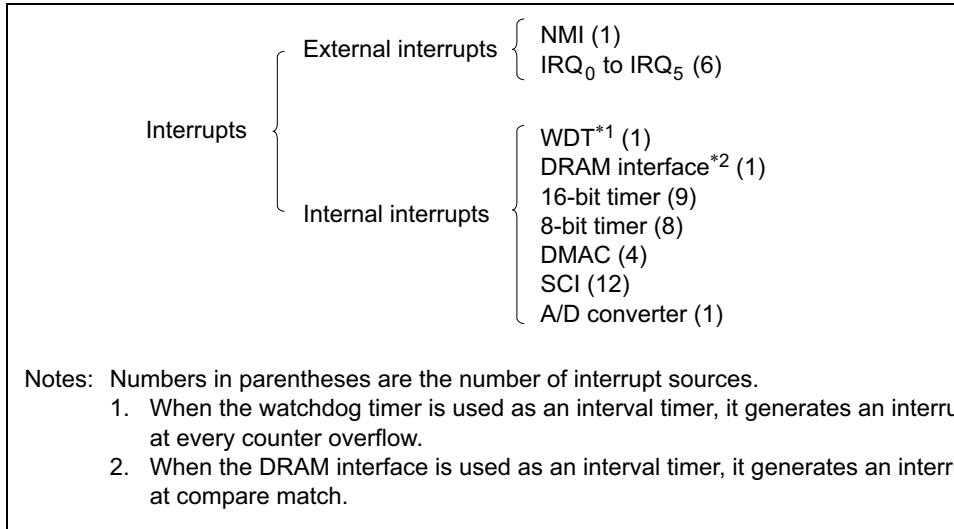 External interrupts
NMI (1)
IRQ0 to IRQ5 (6)
Interrupts
Internal interrupts
WDT*1 (1)
DRAM interface*2 (1)
16-bit timer (9)
8-bit timer (8)
DMAC (4)
SCI (12)
A/D converter (1)
Notes: Numbers in parentheses are the number of interrupt sources.
1. When the watchdog timer is used as an interval timer, it generates an interru
at every counter overflow.
2. When the DRAM interface is used as an interval timer, it generates an interr
at compare match.